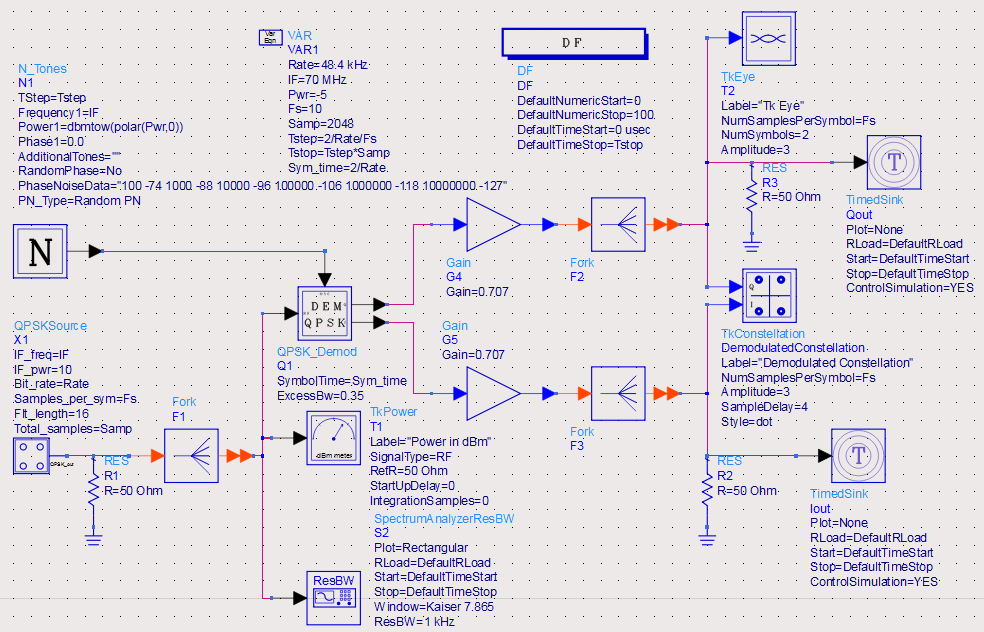 Var
Eqn
VAR
VAR1
Rate=48.4 kHz
IF=70 MHz
Pwr=-5
Fs=10
Samp=2048
Tstep=2/Rate/Fs
Tstop=Tstep*Samp
Sym_time=2/Rate
DF
DF
DF
DefaultNumericStart=0
DefaultNumericStop=100
DefaultTimeStart=0 usec
DefaultTimeStop=Tstop
N_Tones
N1
TStep=Tstep
Frequency1=IF
Power1=dbmtow(polar(Pwr,0))
Phase1=0.0
AdditionalTones=""
RandomPhase=No
PhaseNoiseData="100 -74 1000 -88 10000 -96 100000 -106 1000000 -118 10000000 -127"
PN_Type=Random PN
N
TkEye
T2
Label="Tk Eye"
NumSamplesPerSymbol=Fs
NumSymbols=2
Amplitude=3
RES
R3
R=50 Ohm
T
TimedSink
Qout
Plot=None
RLoad=DefaultRLoad
Start=DefaultTimeStart
Stop=DefaultTimeStop
ControlSimulation=YES
Gain
G4
Gain=0.707
Fork
F2
DEM
QPSK
QPSK_Demod
Q1
SymbolTime=Sym_time
ExcessBw=0.35
Gain
G5
Gain=0.707
Fork
F3
Q
I
TkConstellation
DemodulatedConstellation
Label="Demodulated Constellation"
NumSamplesPerSymbol=Fs
Amplitude=3
SampleDelay=4
Style=dot
QPSKSource
X1
IF_freq=IF
IF_pwr=10
Bit_rate=Rate
Samples_per_sym=Fs
Flt_length=16
Total_samples=Samp
QPSK_out
RES
R1
R=50 Ohm
Fork
F1
dBm meters
TkPower
T1
Label="Power in dBm"
SignalType=RF
RefR=50 Ohm
StartUpDelay=0
IntegrationSamples=0
ResBW
SpectrumAnalyzerResBW
S2
Plot=Rectangular
RLoad=DefaultRLoad
Start=DefaultTimeStart
Stop=DefaultTimeStop
Window=Kaiser 7.865
ResBW=1 kHz
RES
R2
R=50 Ohm
T
TimedSink
Iout
Plot=None
RLoad=DefaultRLoad
Start=DefaultTimeStart
Stop=DefaultTimeStop
ControlSimulation=YES